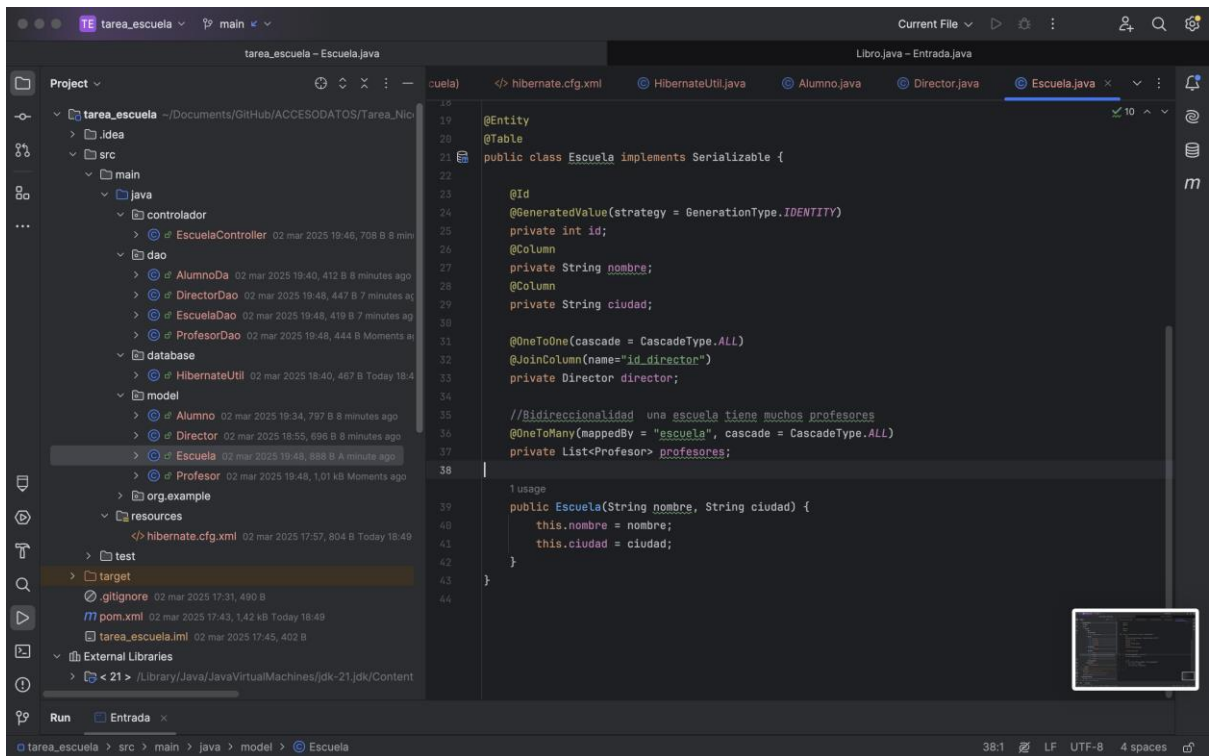 TE tarea_escuela main Current File
tarea_escuela – Escuela.java Libro.java – Entrada.java
Project
cuela) </> hibernate.cfg.xml HibernateUtil.java Alumno.java Director.java Escuela.java
tarea_escuela ~/Documents/GitHub/ACCESODATOS/Tarea_Nic
.idea
src
main
java
controlador
EscuelaController 02 mar 2025 19:46, 708 B 8 min
dao
AlumnoDa 02 mar 2025 19:40, 412 B 8 minutes ago
DirectorDao 02 mar 2025 19:48, 447 B 7 minutes ag
EscuelaDao 02 mar 2025 19:48, 419 B 7 minutes ago
ProfesorDao 02 mar 2025 19:48, 444 B Moments a
database
HibernateUtil 02 mar 2025 18:40, 467 B Today 18:4
model
Alumno 02 mar 2025 19:34, 797 B 8 minutes ago
Director 02 mar 2025 18:55, 696 B 8 minutes ago
Escuela 02 mar 2025 19:48, 888 B A minute ago
Profesor 02 mar 2025 19:48, 1,01 kB Moments ago
org.example
resources
</> hibernate.cfg.xml 02 mar 2025 17:57, 804 B Today 18:49
test
target
.gitignore 02 mar 2025 17:31, 490 B
m pom.xml 02 mar 2025 17:43, 1,42 kB Today 18:49
tarea_escuela.iml 02 mar 2025 17:45, 402 B
External Libraries
< 21 > /Library/Java/JavaVirtualMachines/jdk-21.jdk/Content
18
10
19 @Entity
20 @Table
21 public class Escuela implements Serializable {
22
23 @Id
24 @GeneratedValue(strategy = GenerationType.IDENTITY)
25 private int id;
26 @Column
27 private String nombre;
28 @Column
29 private String ciudad;
30
31 @OneToOne(cascade = CascadeType.ALL)
32 @JoinColumn(name="id_director")
33 private Director director;
34
35 //Bidireccionalidad una escuela tiene muchos profesores
36 @OneToMany(mappedBy = "escuela", cascade = CascadeType.ALL)
37 private List<Profesor> profesores;
38
1 usage
39 public Escuela(String nombre, String ciudad) {
40 this.nombre = nombre;
41 this.ciudad = ciudad;
42 }
43 }
44
m
Run Entrada
tarea_escuela > src > main > java > model > Escuela 38:1 LF UTF-8 4 spaces